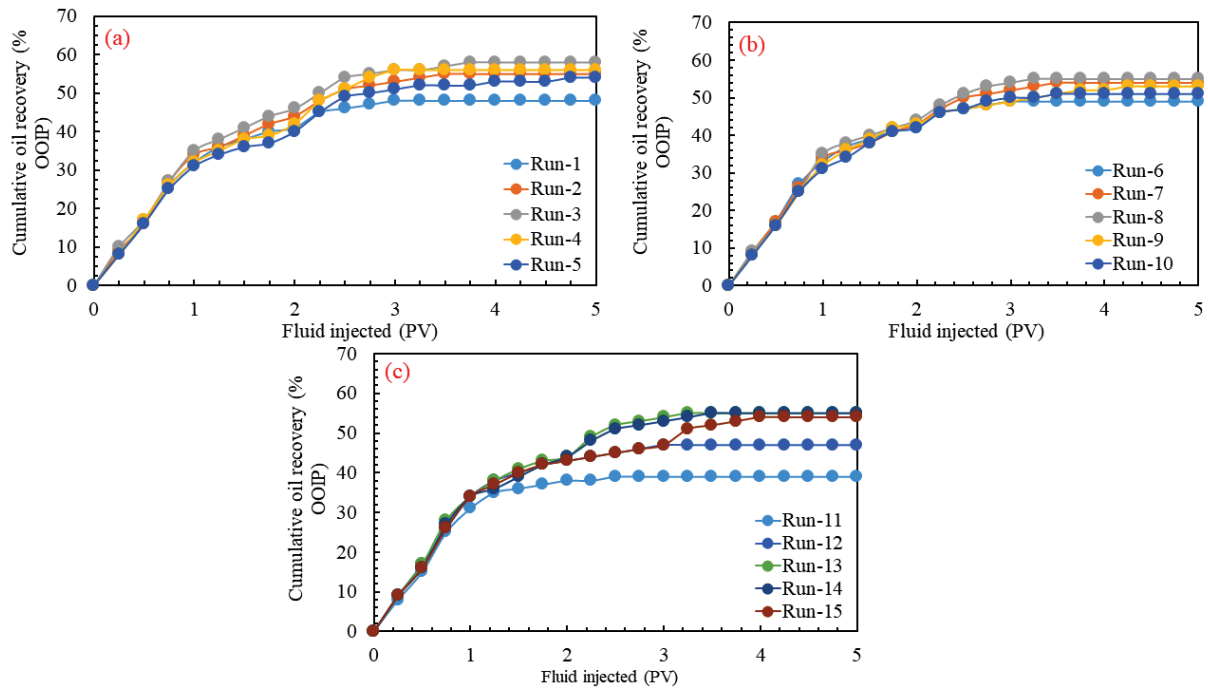 (a)
Cumulative oil recovery (%
OOIP)
70
60
50
40
30
20
10
0
0 1 2 3 4 5
Fluid injected (PV)
Run-1
Run-2
Run-3
Run-4
Run-5
(b)
Cumulative oil recovery (%
OOIP)
70
60
50
40
30
20
10
0
0 1 2 3 4 5
Fluid injected (PV)
Run-6
Run-7
Run-8
Run-9
Run-10
(c)
Cumulative oil recovery (%
OOIP)
70
60
50
40
30
20
10
0
0 1 2 3 4 5
Fluid injected (PV)
Run-11
Run-12
Run-13
Run-14
Run-15